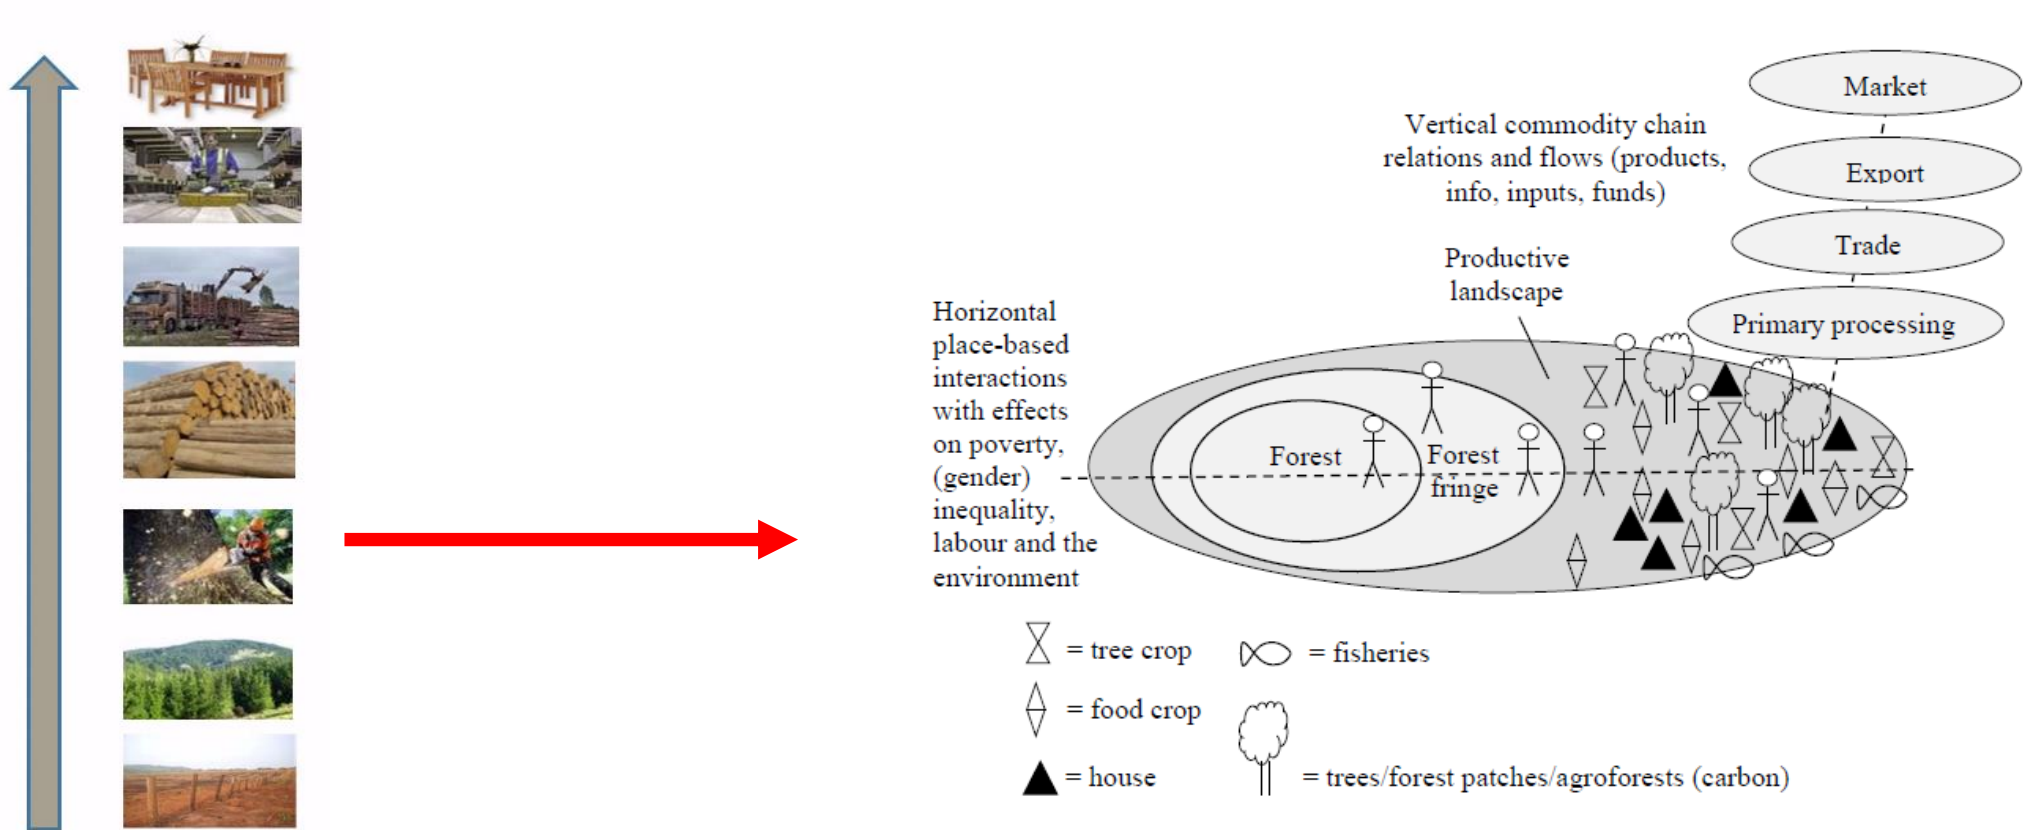 Market
Vertical commodity chain
relations and flows (products,
info, inputs, funds)
Export
Trade
Productive
landscape
Primary processing
Horizontal
place-based
interactions
with effects
on poverty,
(gender)
inequality,
labour and the
environment
Forest
Forest
fringe
= tree crop
= fisheries
= food crop
= house
= trees/forest patches/agroforests (carbon)